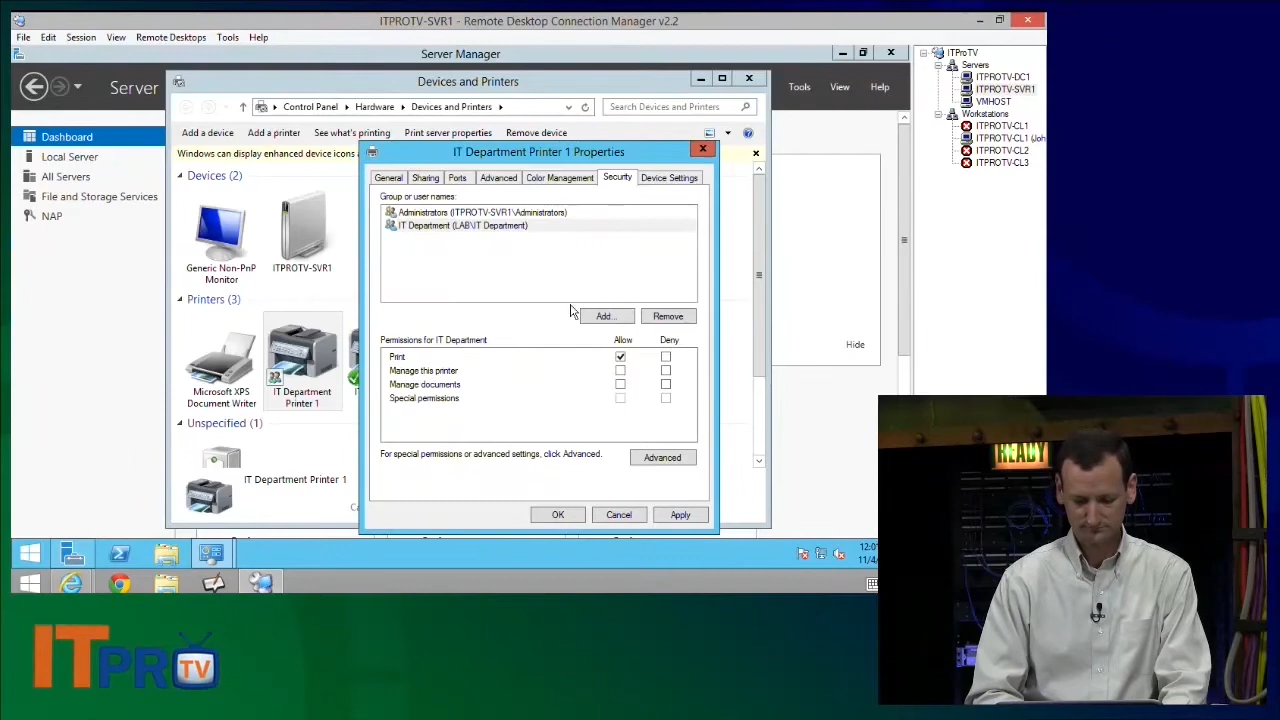 ITPROTV-SVR1 - Remote Desktop Connection Manager v2.2
File Edit Session View Remote Desktops Tools Help
Server Manager
Server
Tools View Help
Dashboard
Local Server
All Servers
File and Storage Services
NAP
Hide
Devices and Printers
Control Panel Hardware Devices and Printers
Search Devices and Printers
Add a device Add a printer See what's printing Print server properties Remove device
Windows can display enhanced device icons
Devices (2)
Generic Non-PnP
Monitor
ITPROTV-SVR1
Printers (3)
Microsoft XPS
Document Writer
IT Department
Printer 1
Unspecified (1)
IT Department Printer 1
IT Department Printer 1 Properties
General Sharing Ports Advanced Color Management Security Device Settings
Group or user names:
Administrators (ITPROTV-SVR1\Administrators)
IT Department (LAB\IT Department)
Add... Remove
Permissions for IT Department Allow Deny
Print
Manage this printer
Manage documents
Special permissions
For special permissions or advanced settings, click Advanced.
Advanced
OK Cancel Apply
12:01
11/4/
ITProTV
Servers
ITPROTV-DC1
ITPROTV-SVR1
VMHOST
Workstations
ITPROTV-CL1
ITPROTV-CL1 (Joh
ITPROTV-CL2
ITPROTV-CL3
READY
ITPRO TV